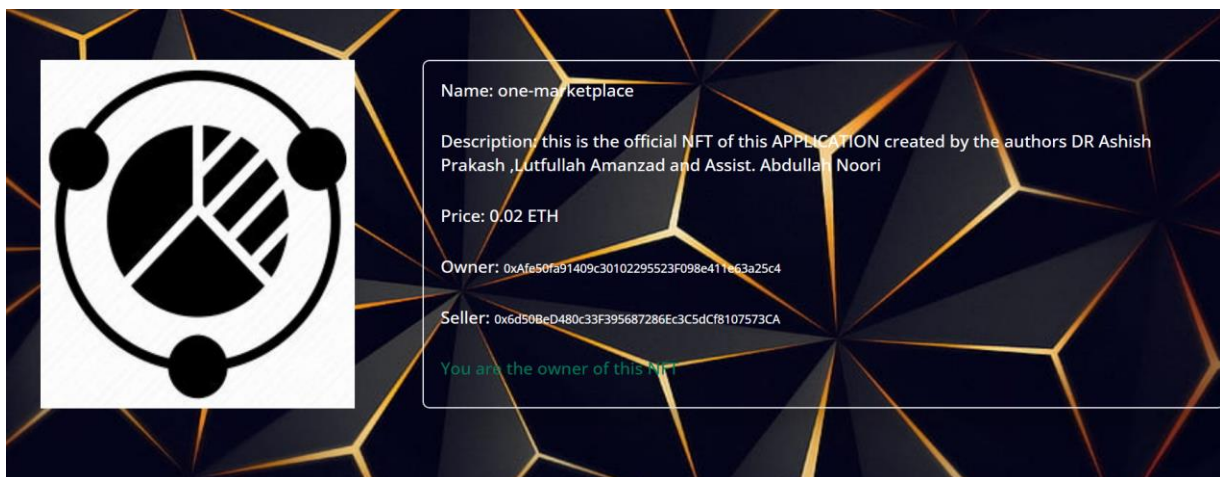 Name: one-marketplace
Description: this is the official NFT of this APPLICATION created by the authors DR Ashish
Prakash ,Lutfullah Amanzad and Assist. Abdullah Noori
Price: 0.02 ETH
Owner: 0xAfe50fa91409c30102295523F098e411e63a25c4
Seller: 0x6d50BeD480c33F395687286Ec3C5dCf8107573CA
You are the owner of this NFT